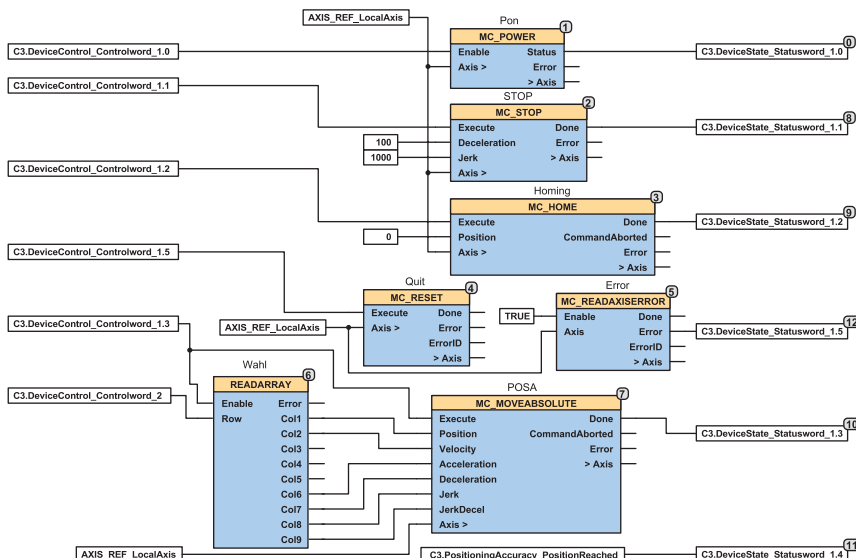 AXIS_REF_LocalAxis
Pon
1
MC_POWER
0
C3.DeviceControl_Controlword_1.0
Enable Status
C3.DeviceState_Statusword_1.0
Axis > Error
> Axis
C3.DeviceControl_Controlword_1.1
STOP
2
MC_STOP
8
Execute Done
C3.DeviceState_Statusword_1.1
100
Deceleration Error
1000
Jerk > Axis
Axis >
C3.DeviceControl_Controlword_1.2
Homing
3
MC_HOME
9
Execute Done
C3.DeviceState_Statusword_1.2
0
Position CommandAborted
Axis > Error
> Axis
C3.DeviceControl_Controlword_1.5
Quit
4
MC_RESET
Execute Done
Axis > Error
ErrorID
> Axis
AXIS_REF_LocalAxis
Error
5
MC_READAXISERROR
TRUE
Enable Done
Axis Error
ErrorID
> Axis
12
C3.DeviceState_Statusword_1.5
C3.DeviceControl_Controlword_1.3
Wahl
6
READARRAY
C3.DeviceControl_Controlword_2
Enable Error
Row Col1
Col2
Col3
Col4
Col5
Col6
Col7
Col8
Col9
POSA
7
MC_MOVEABSOLUTE
Execute Done
Position CommandAborted
Velocity Error
Acceleration > Axis
Deceleration
Jerk
JerkDecel
Axis >
10
C3.DeviceState_Statusword_1.3
AXIS_REF_LocalAxis
C3.PositioningAccuracy_PositionReached
11
C3.DeviceState_Statusword_1.4